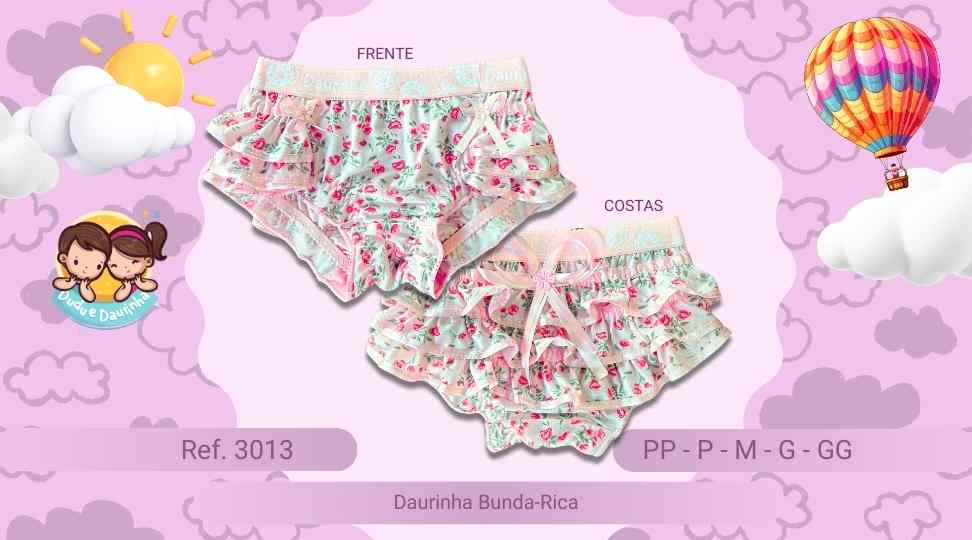 FRENTE
COSTAS
Dudu e Daurinha
Ref. 3013
PP - P - M - G - GG
Daurinha Bunda-Rica